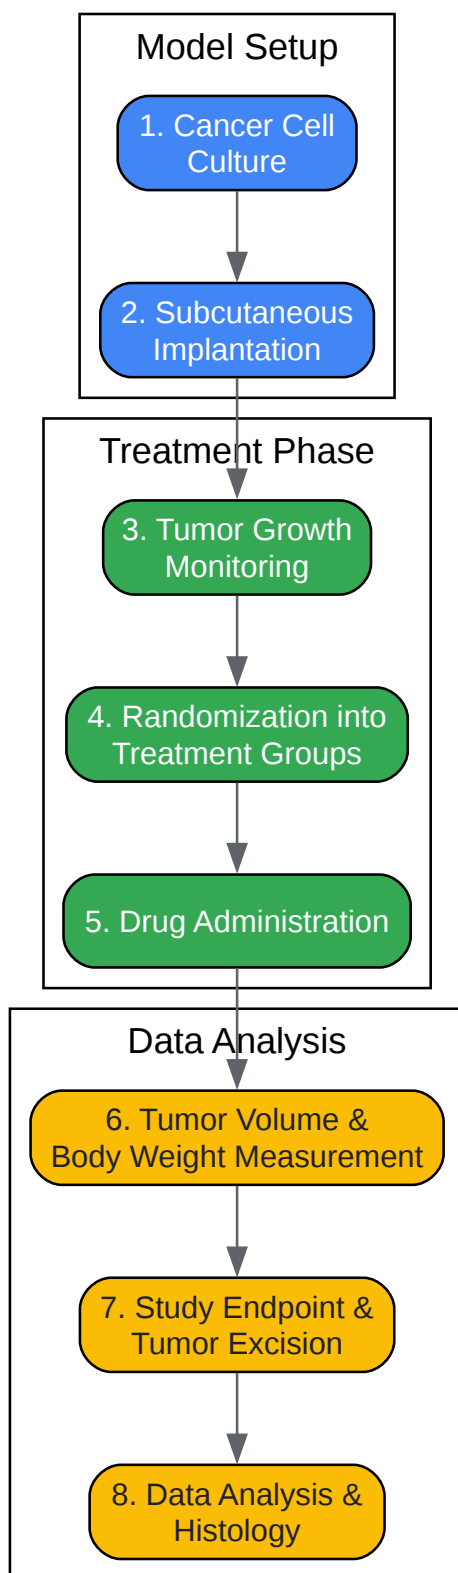 Model Setup
1. Cancer Cell
Culture
2. Subcutaneous
Implantation
Treatment Phase
3. Tumor Growth
Monitoring
4. Randomization into
Treatment Groups
5. Drug Administration
Data Analysis
6. Tumor Volume &
Body Weight Measurement
7. Study Endpoint &
Tumor Excision
8. Data Analysis &
Histology